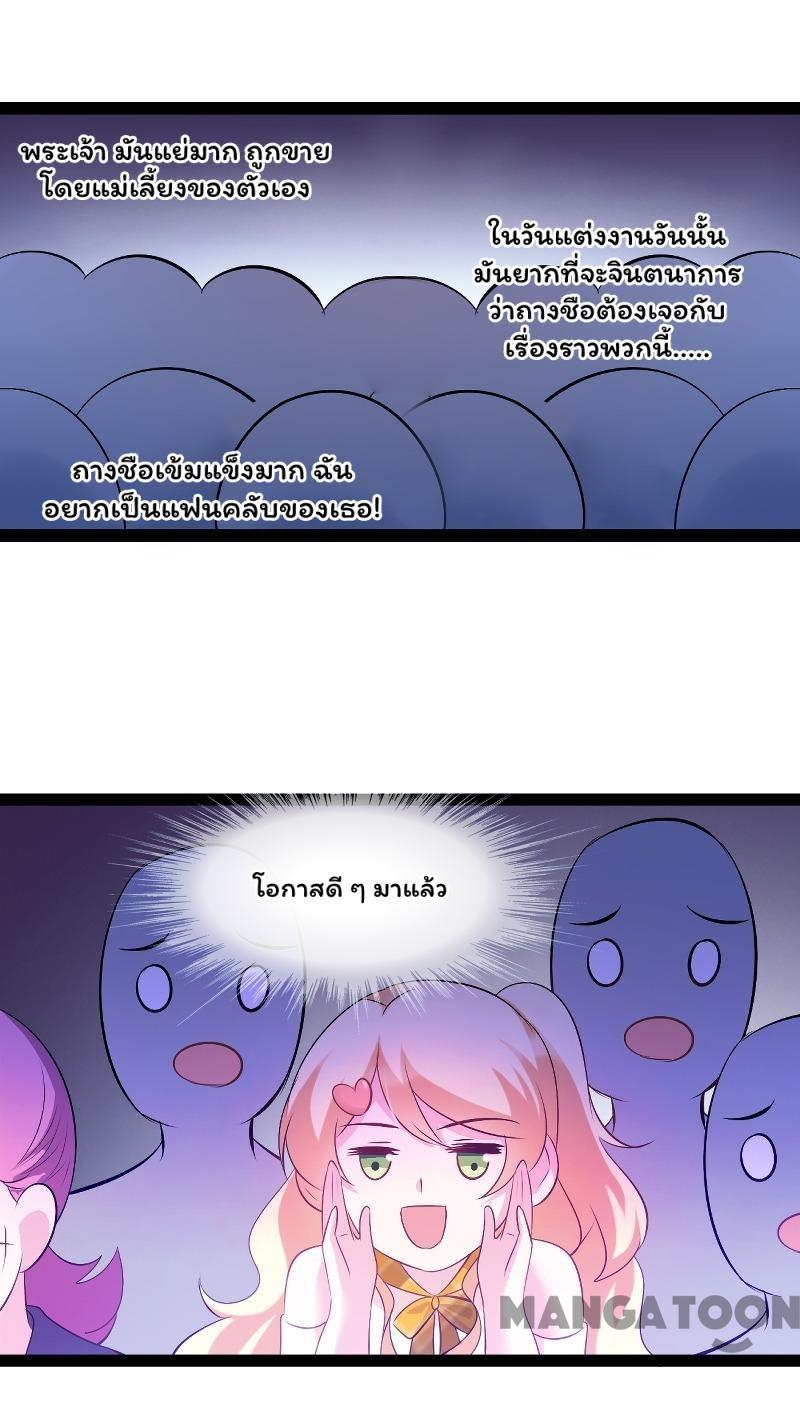 พระเจ้า มันแย่มาก ถูกขาย
โดยแม่เลี้ยงของตัวเอง
ในวันแต่งงานวันนั้น
มันยากที่จะจินตนาการ
ว่าถางซือต้องเจอกับ
เรื่องราวพวกนี้.....
ถางซือเข้มแข็งมาก ฉัน
อยากเป็นแฟนคลับของเธอ!
โอกาสดี ๆ มาแล้ว
MANGATOON